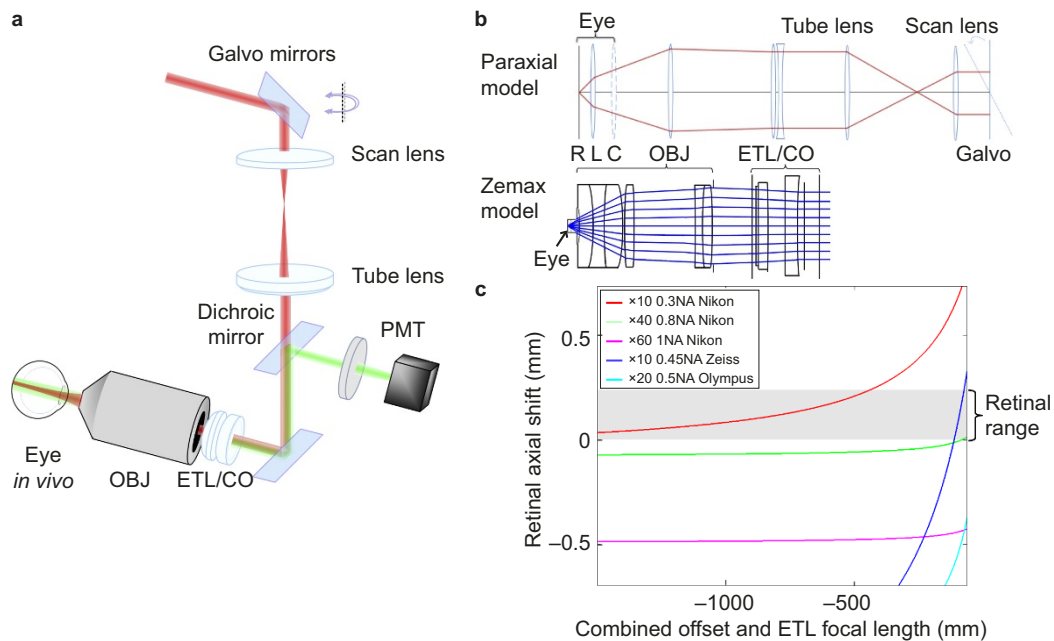 a
Galvo mirrors
Scan lens
Tube lens
Dichroic
mirror
PMT
Eye
in vivo
OBJ
ETL/CO
b
Eye
Tube lens
Scan lens
Paraxial
model
Galvo
R L C
OBJ
ETL/CO
Zemax
model
Eye
c
×10 0.3NA Nikon
×40 0.8NA Nikon
×60 1NA Nikon
×10 0.45NA Zeiss
×20 0.5NA Olympus
Retinal axial shift (mm)
0.5
0
–0.5
Retinal
range
–1000
–500
Combined offset and ETL focal length (mm)